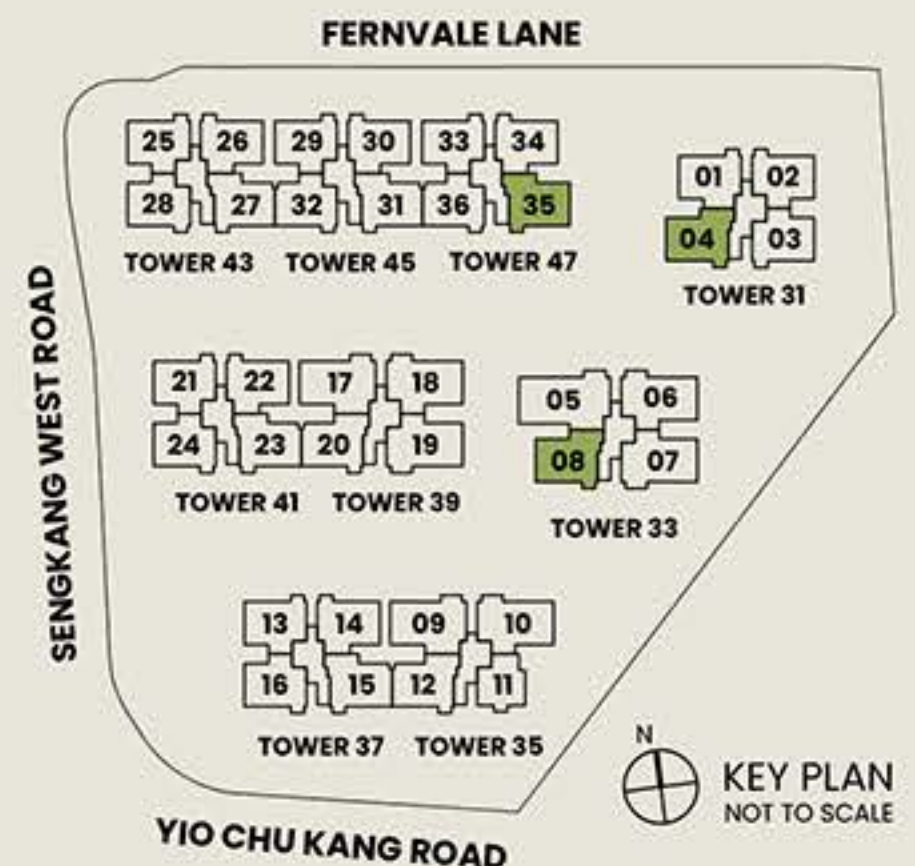 FERNVALE LANE
25 26 29 30 33 34
28 27 32 31 36 35
TOWER 43 TOWER 45 TOWER 47
01 02
04 03
TOWER 31
SENGKANG WEST ROAD
21 22 17 18
24 23 20 19
TOWER 41 TOWER 39
05 06
08 07
TOWER 33
13 14 09 10
16 15 12 11
TOWER 37 TOWER 35
N
KEY PLAN
NOT TO SCALE
YIO CHU KANG ROAD